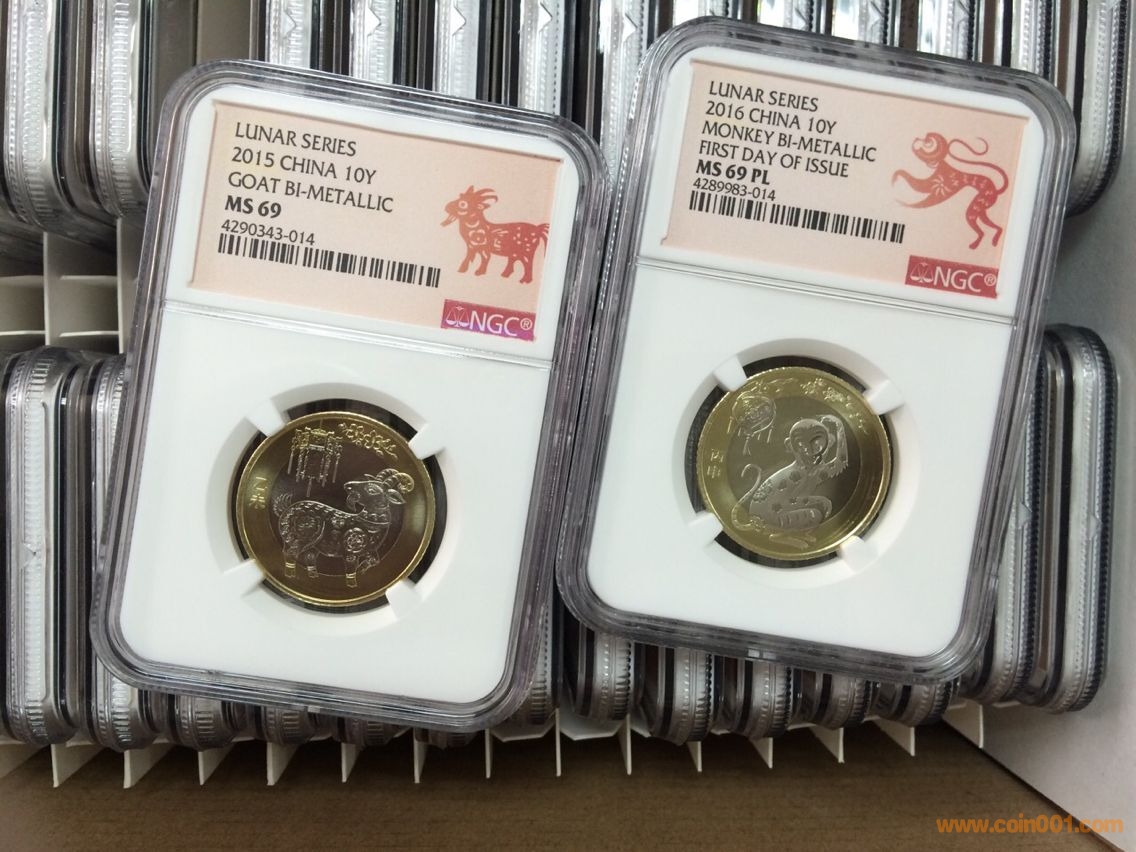 LUNAR SERIES
2015 CHINA 10Y
GOAT BI-METALLIC
MS 69
4290343-014
NGC®
LUNAR SERIES
2016 CHINA 10Y
MONKEY BI-METALLIC
FIRST DAY OF ISSUE
MS 69 PL
4289983-014
NGC®
www.coin001.com